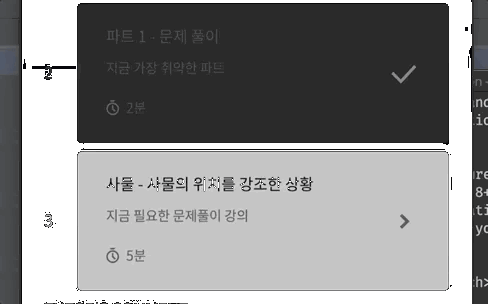 파트 1 - 문제 풀이
지금 가장 취약한 파트
2분
사물 - 사물의 위치를 강조한 상황
지금 필요한 문제풀이 강의
5분